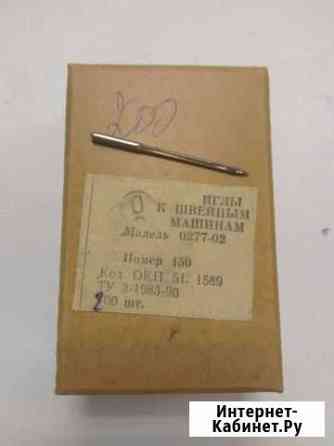 200
ИГЛЫ
К ШВЕЙНЫМ
МАШИНАМ
Модель 0277-02
Номер 150
Код ОКП 51. 1589
ТУ 3-1983-90
200 шт.
Интернет-
Кабинет.Ру